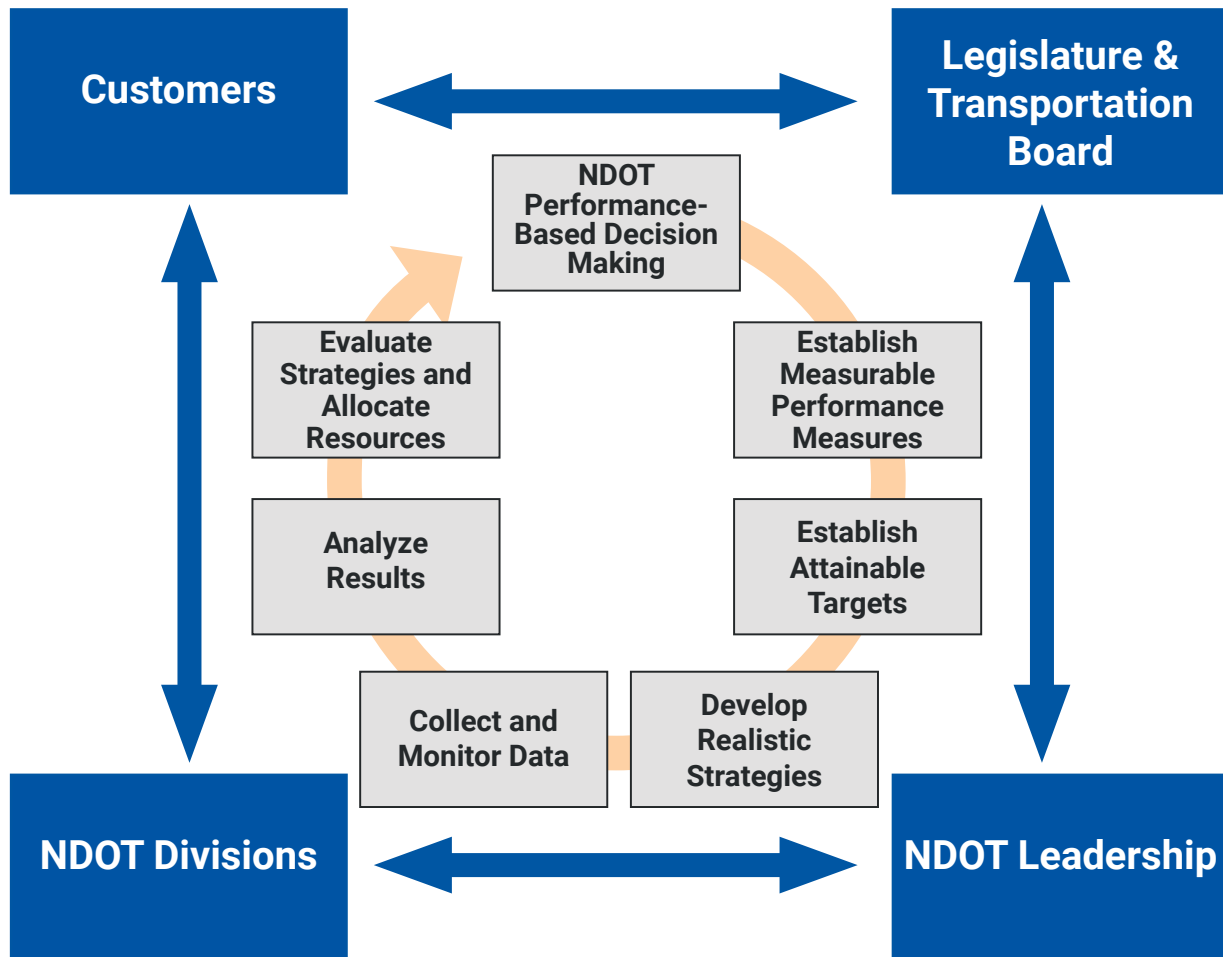 Customers
Legislature &
Transportation
Board
NDOT
Performance-
Based Decision
Making
Evaluate
Strategies and
Allocate
Resources
Establish
Measurable
Performance
Measures
Analyze
Results
Establish
Attainable
Targets
Collect and
Monitor Data
Develop
Realistic
Strategies
NDOT Divisions
NDOT Leadership